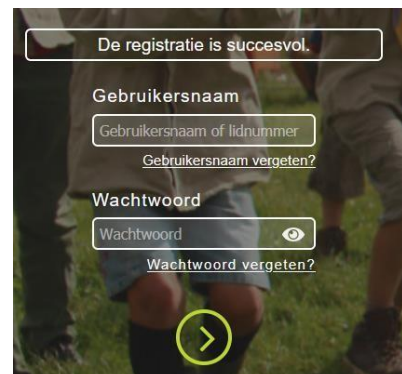 De registratie is succesvol.
Gebruikersnaam
Gebruikersnaam of lidnummer
Gebruikersnaam vergeten?
Wachtwoord
Wachtwoord
Wachtwoord vergeten?